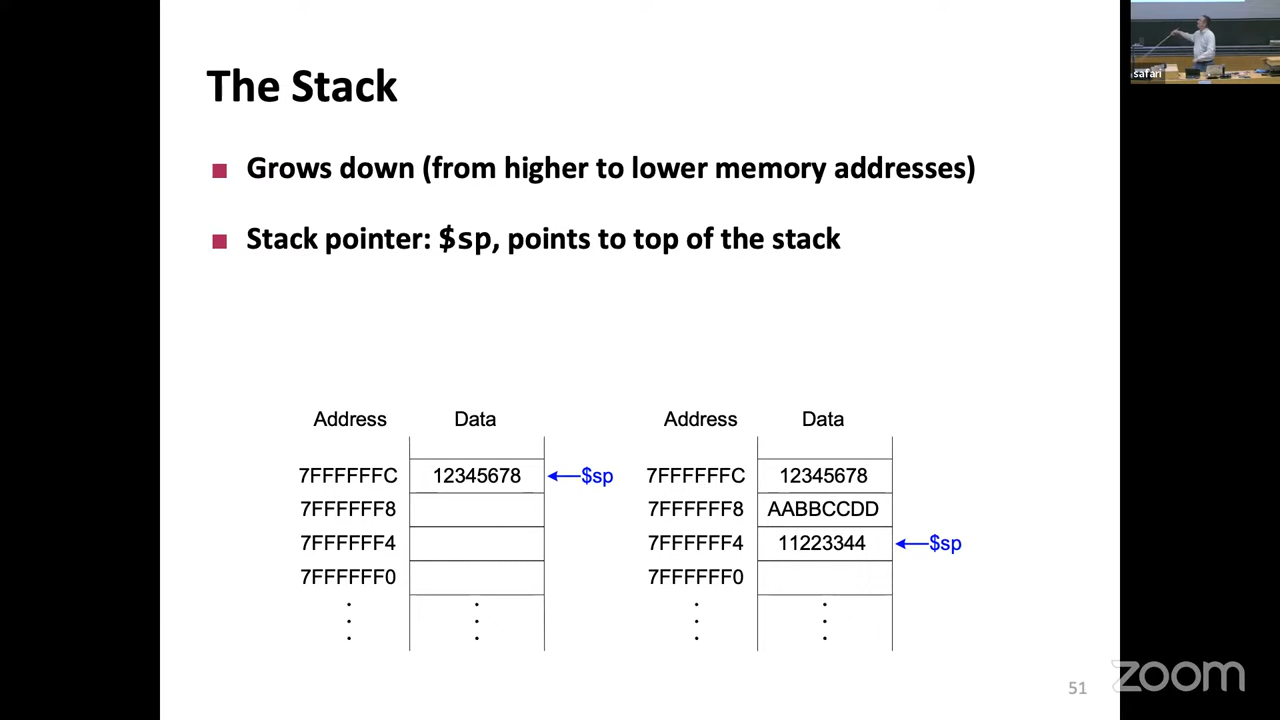 safari
The Stack
Grows down (from higher to lower memory addresses)
Stack pointer: $sp, points to top of the stack
Address Data Address Data
7FFFFFFC 12345678 $sp 7FFFFFFC 12345678
7FFFFFF8 7FFFFFF8 AABBCCDD
7FFFFFF4 7FFFFFF4 11223344 $sp
7FFFFFF0 7FFFFFF0
51
zoom